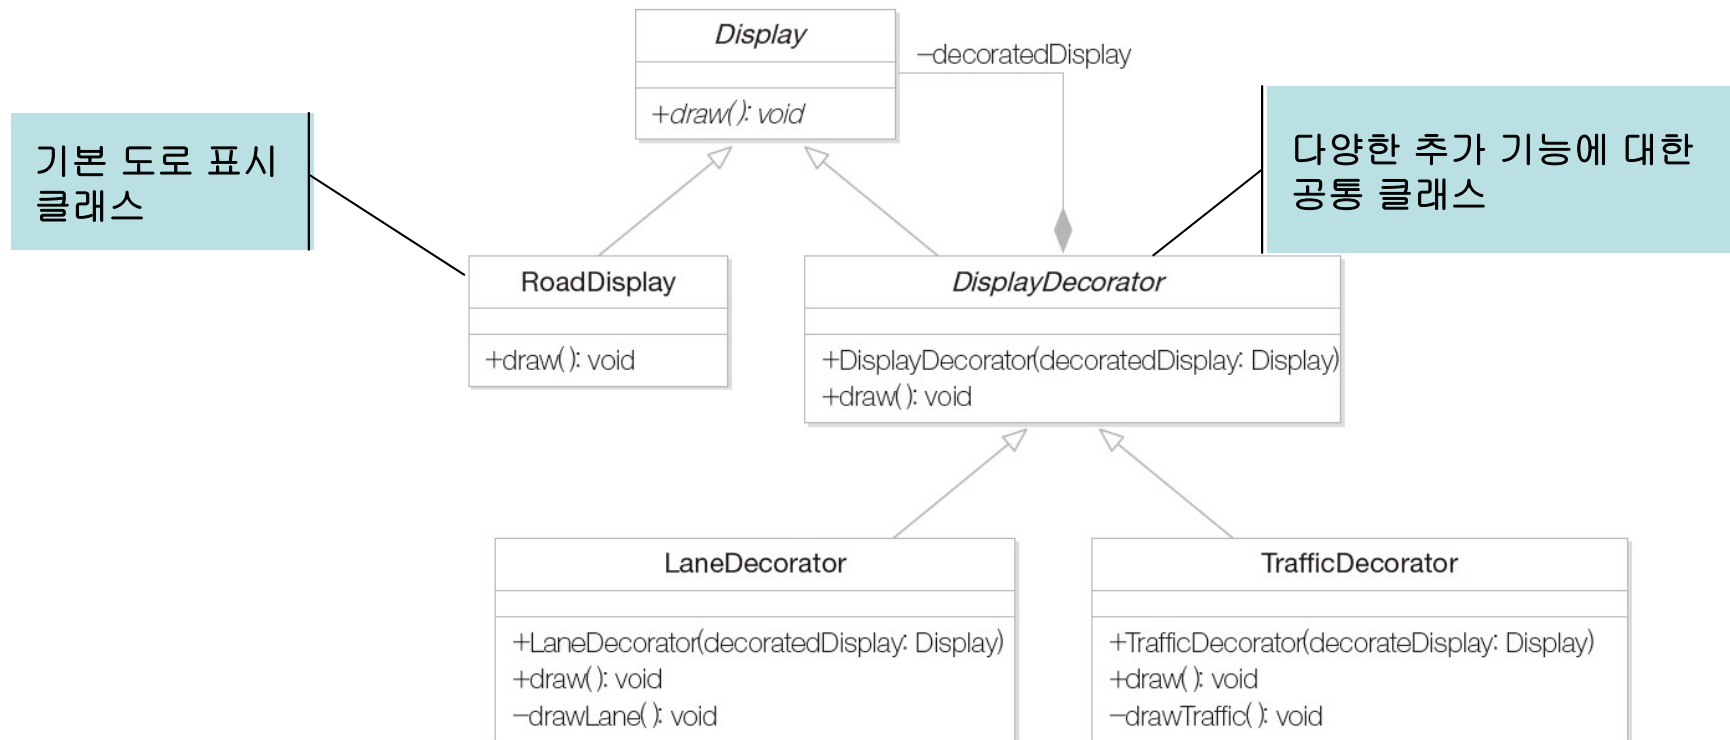 Display
–decoratedDisplay
+draw(): void
기본 도로 표시
클래스
다양한 추가 기능에 대한
공통 클래스
RoadDisplay
+draw(): void
DisplayDecorator
+DisplayDecorator(decoratedDisplay: Display)
+draw(): void
LaneDecorator
+LaneDecorator(decoratedDisplay: Display)
+draw(): void
–drawLane(): void
TrafficDecorator
+TrafficDecorator(decorateDisplay: Display)
+draw(): void
–drawTraffic(): void